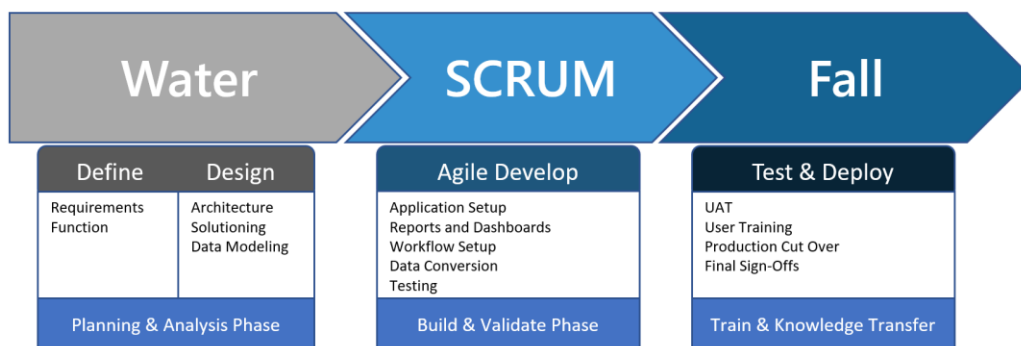 Water
SCRUM
Fall
Define
Design
Requirements
Function
Architecture
Solutioning
Data Modeling
Planning & Analysis Phase
Agile Develop
Application Setup
Reports and Dashboards
Workflow Setup
Data Conversion
Testing
Build & Validate Phase
Test & Deploy
UAT
User Training
Production Cut Over
Final Sign-Offs
Train & Knowledge Transfer